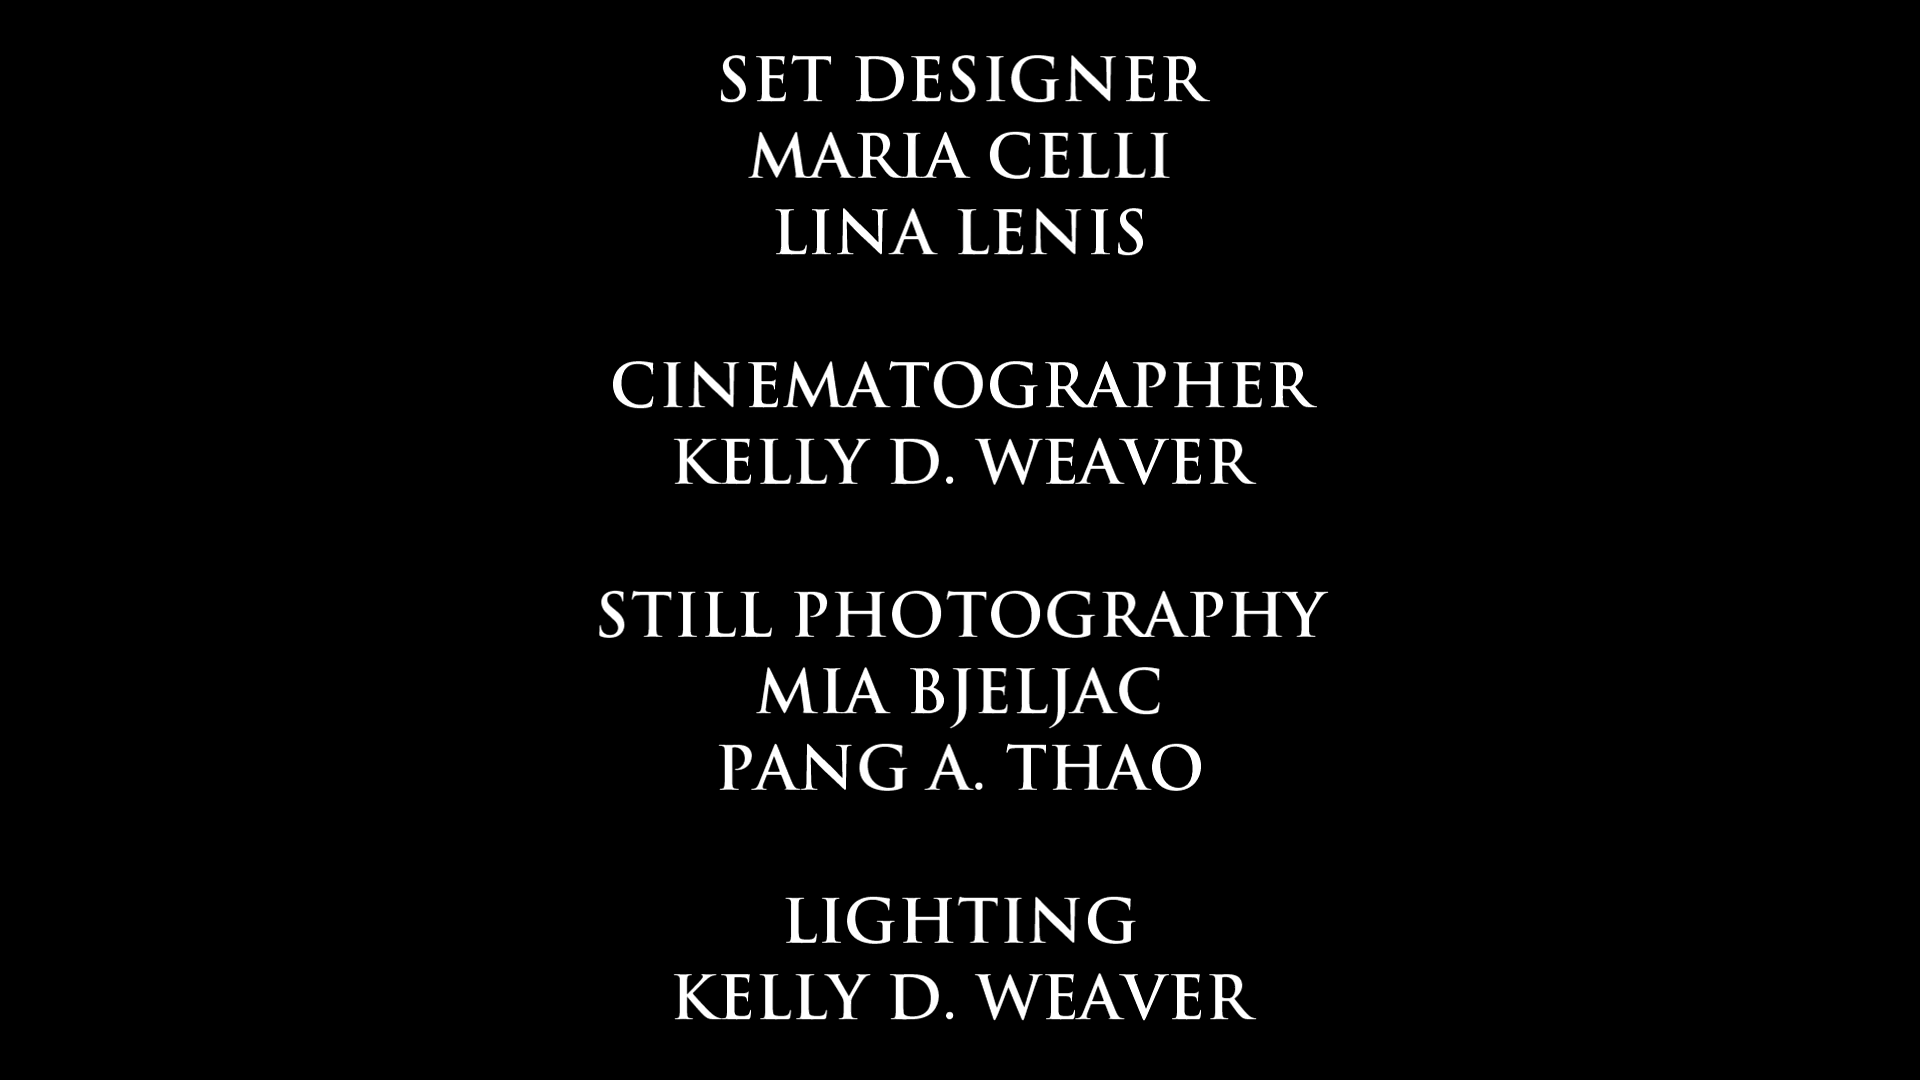 SET DESIGNER
MARIA CELLI
LINA LENIS
CINEMATOGRAPHER
KELLY D. WEAVER
STILL PHOTOGRAPHY
MIA BJELJAC
PANG A. THAO
LIGHTING
KELLY D. WEAVER